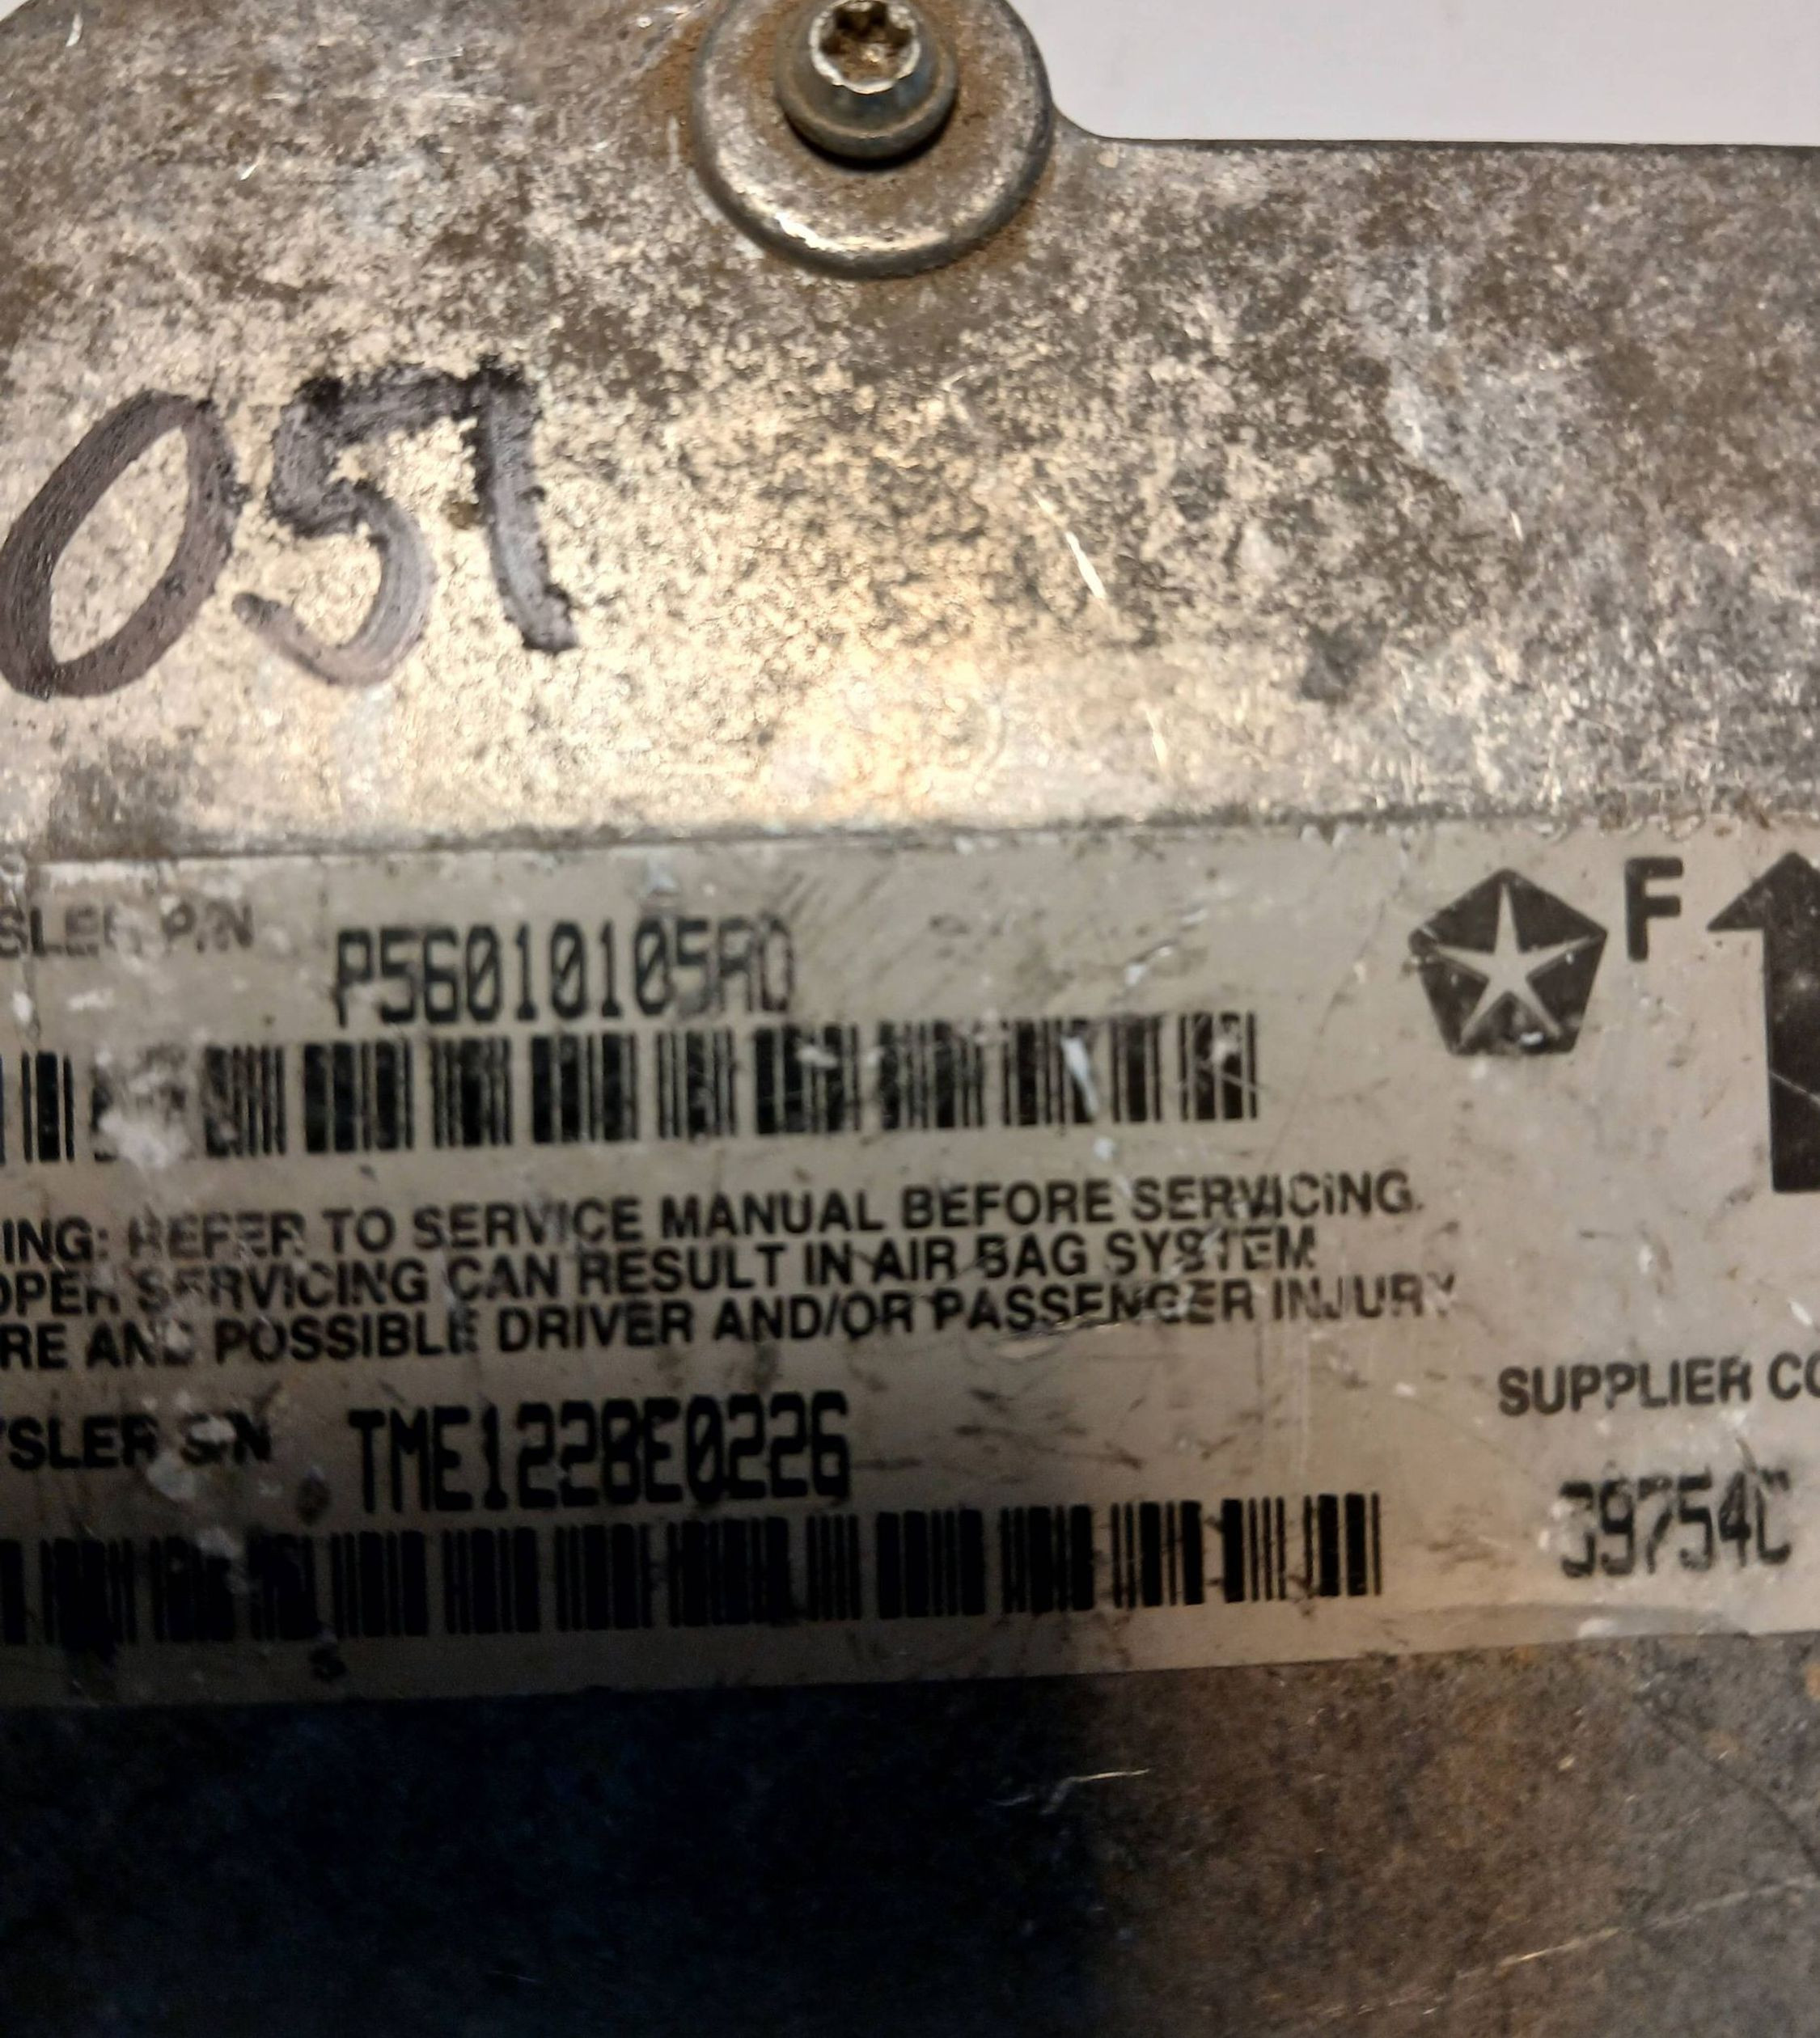 051
SLER P/N P56010105AD
F
ING: REFER TO SERVICE MANUAL BEFORE SERVICING.
OPER SERVICING CAN RESULT IN AIR BAG SYSTEM
RE AND POSSIBLE DRIVER AND/OR PASSENGER INJURY
YSLER S/N TME1228E0226
SUPPLIER CO
39754C
S